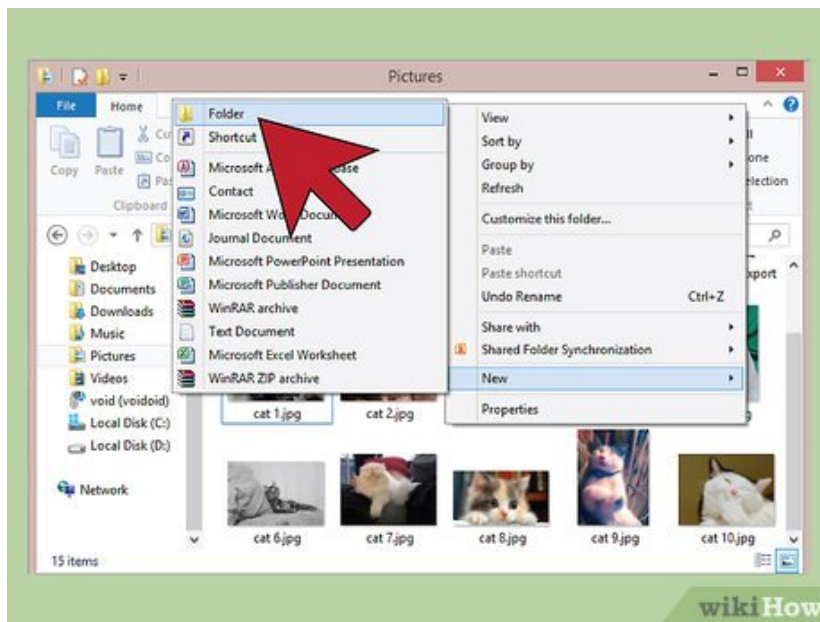 Pictures
File
Home
Copy
Paste
Clipboard
Folder
Shortcut
Microsoft
Contact
Microsoft
Journal Document
Microsoft PowerPoint Presentation
Microsoft Publisher Document
WinRAR archive
Text Document
Microsoft Excel Worksheet
WinRAR ZIP archive
View
Sort by
Group by
Refresh
Customize this folder...
Paste
Paste shortcut
Undo Rename
Ctrl+Z
Share with
Shared Folder Synchronization
New
Properties
Desktop
Documents
Downloads
Music
Pictures
Videos
void (voidoid)
Local Disk (C:)
Local Disk (D:)
Network
cat 1.jpg
cat 2.jpg
cat 6.jpg
cat 7.jpg
cat 8.jpg
cat 9.jpg
cat 10.jpg
15 items
wikiHow